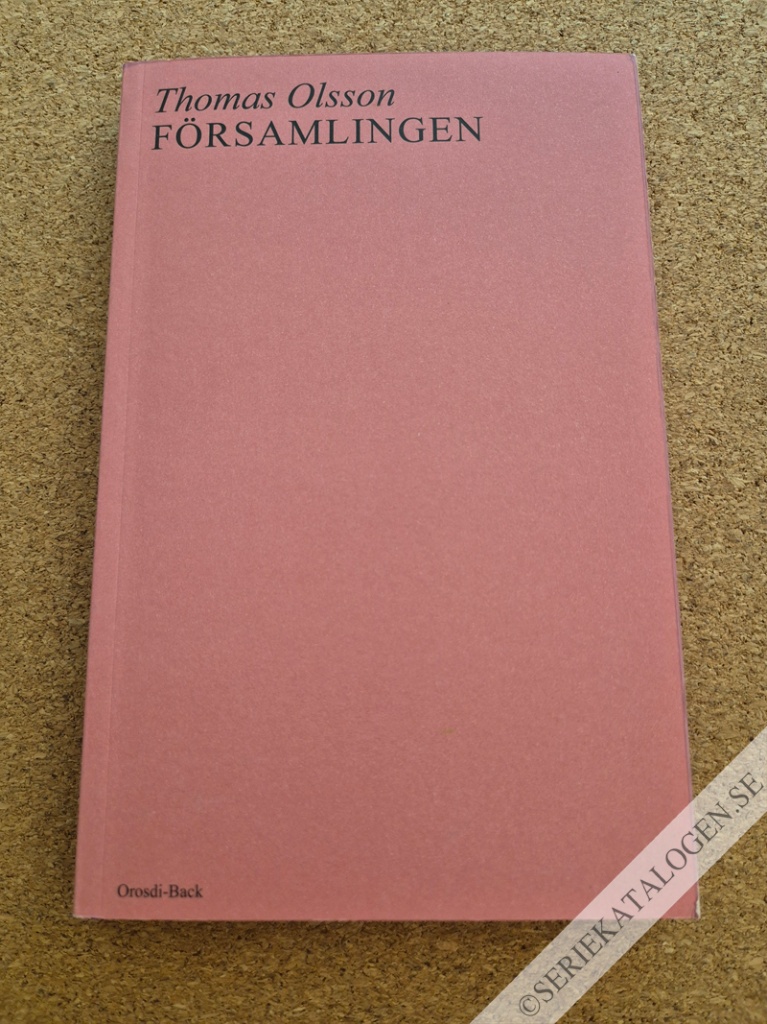 Thomas Olsson
FÖRSAMLINGEN
Orosdi-Back
©SERIEKATALOGEN.SE